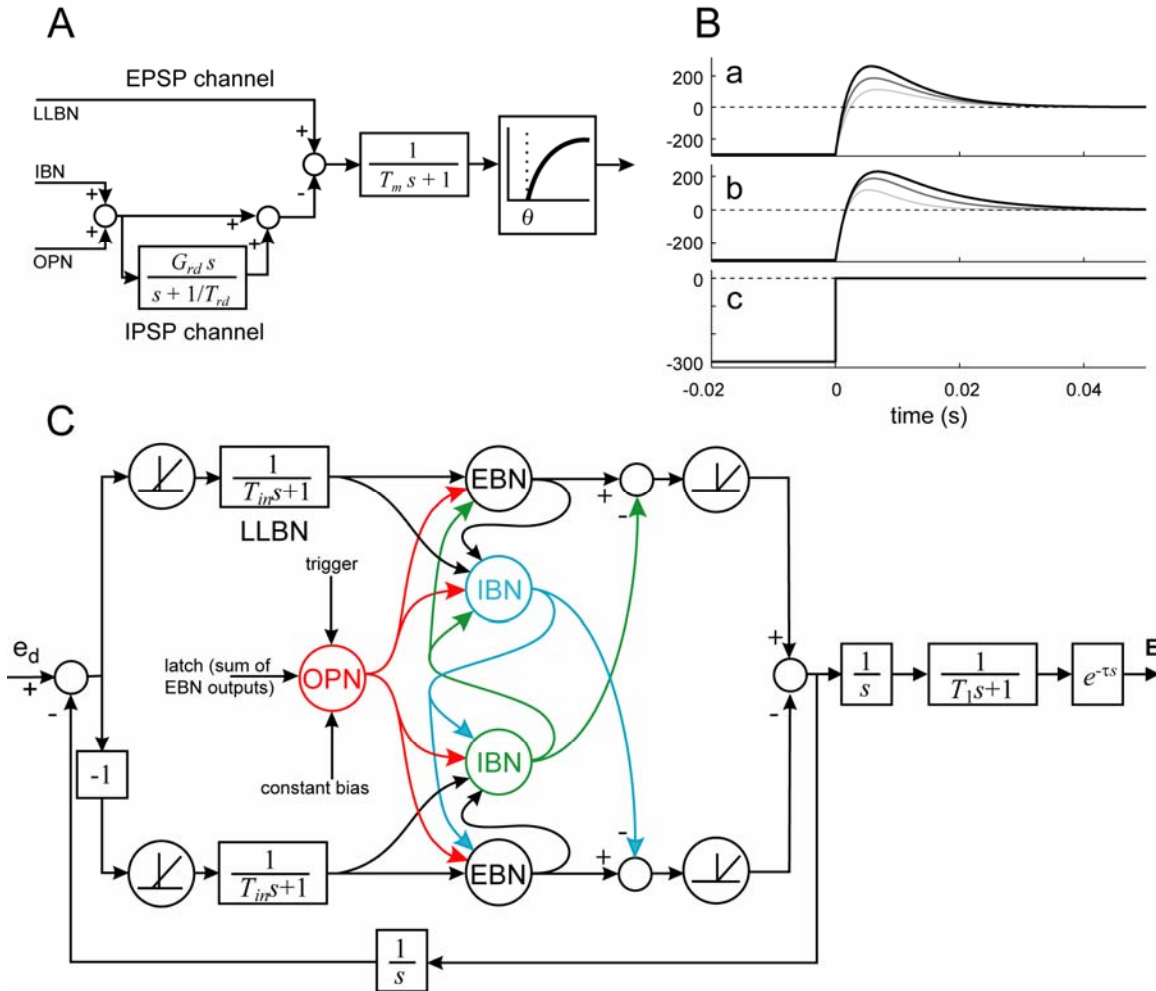 A
EPSP channel
LLBN
+
-
IBN
+
+
OPN
+
+
G_rd s
s + 1/T_rd
IPSP channel
1
T_m s + 1
θ
B
a
200
0
-300
b
200
0
-300
c
0
-300
-0.02
0
0.02
0.04
time (s)
C
1
T_in s+1
LLBN
EBN
+
-
IBN
trigger
latch (sum of
EBN outputs)
OPN
constant bias
e_d
+
-
-1
IBN
1
T_in s+1
EBN
+
-
+
-
1
s
1
T_1 s+1
e^-τs
E
1
s